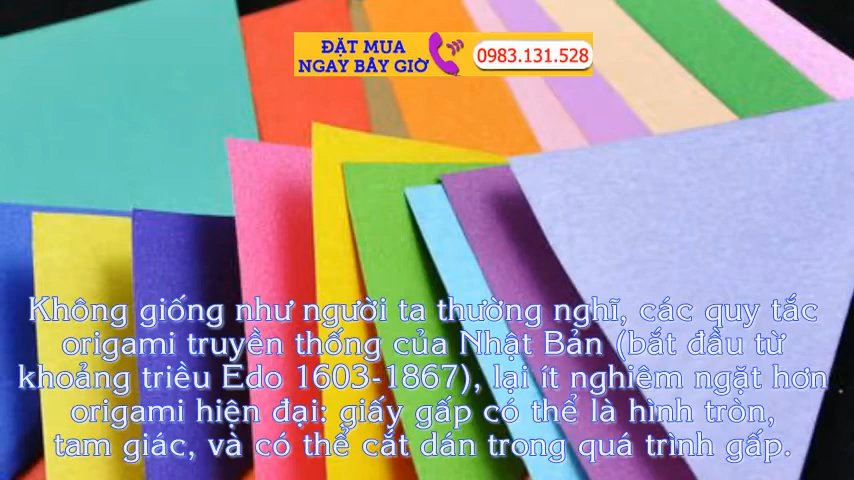 ĐẶT MUA
NGAY BÂY GIỜ
0983.131.528
Không giống như người ta thường nghĩ, các quy tắc
origami truyền thống của Nhật Bản (bắt đầu từ
khoảng triều Edo 1603-1867), lại ít nghiêm ngặt hơn
origami hiện đại: giấy gấp có thể là hình tròn,
tam giác, và có thể cắt dán trong quá trình gấp.